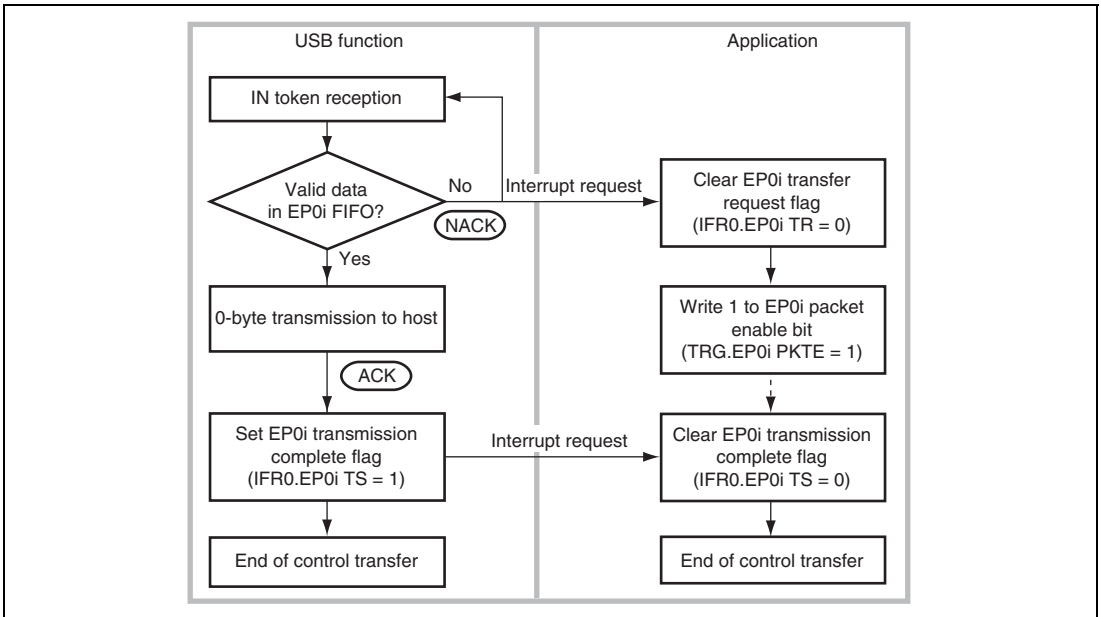 USB function
Application
IN token reception
Valid data
in EP0i FIFO?
No
NACK
Interrupt request
Clear EP0i transfer
request flag
(IFR0.EP0i TR = 0)
Yes
0-byte transmission to host
Write 1 to EP0i packet
enable bit
(TRG.EP0i PKTE = 1)
ACK
Set EP0i transmission
complete flag
(IFR0.EP0i TS = 1)
Interrupt request
Clear EP0i transmission
complete flag
(IFR0.EP0i TS = 0)
End of control transfer
End of control transfer